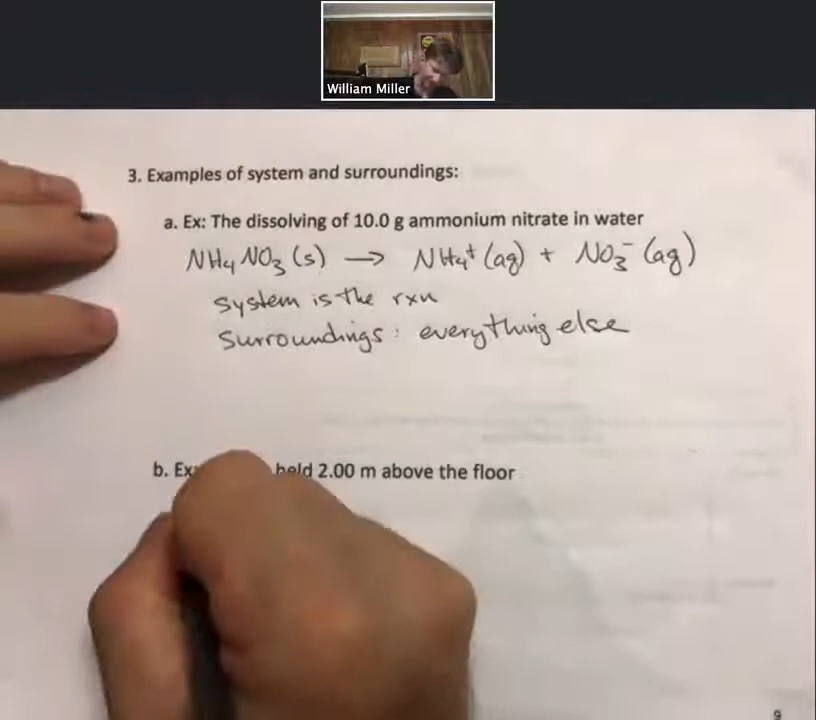 William Miller
3. Examples of system and surroundings:
a. Ex: The dissolving of 10.0 g ammonium nitrate in water
NH₄NO₃(s) → NH₄⁺(aq) + NO₃⁻(aq)
system is the rxn
Surroundings: everything else
b. Ex held 2.00 m above the floor
9